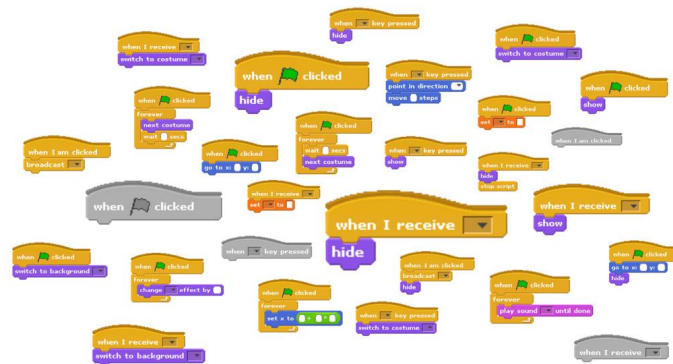 when key pressed
hide
when I receive
switch to costume
when clicked
switch to costume
when clicked
hide
when key pressed
point in direction
move steps
when clicked
show
when clicked
forever
next costume
wait secs
when clicked
forever
wait secs
next costume
when clicked
set to
when I am clicked
when I am clicked
broadcast
when clicked
go to x: y:
when key pressed
show
when I receive
hide
stop script
when clicked
when I receive
set to
when I receive
hide
when I receive
show
when clicked
switch to background
when clicked
forever
change effect by
when key pressed
when I am clicked
broadcast
hide
when clicked
forever
play sound until done
when clicked
go to x: y:
hide
when clicked
forever
set x to + *
when key pressed
switch to costume
when I receive
switch to background
when I receive